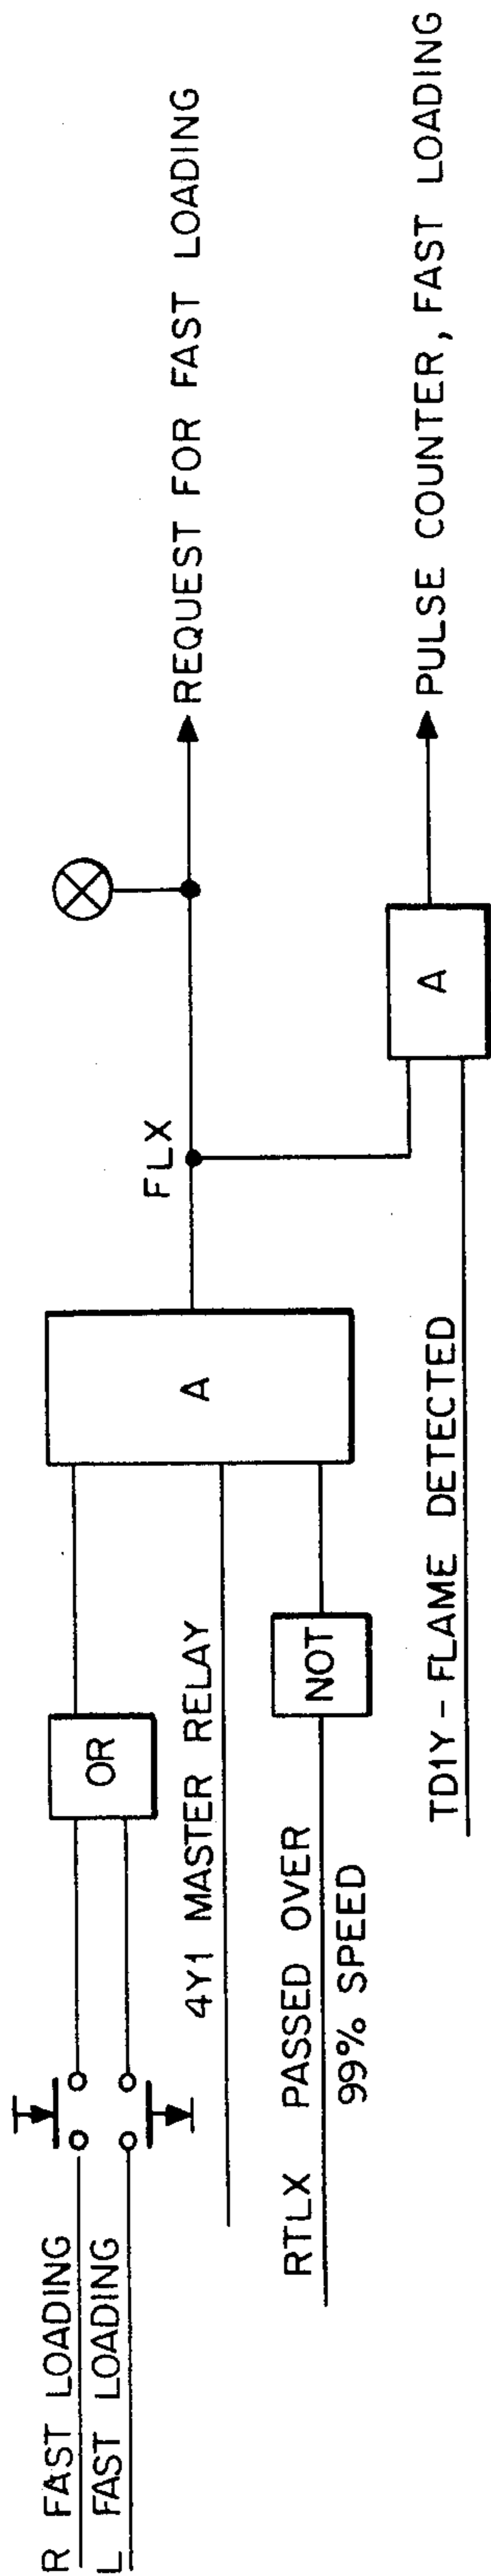 R FAST LOADING
L FAST LOADING
OR
4Y1 MASTER RELAY
RTLX PASSED OVER
99% SPEED
NOT
A
FLX
REQUEST FOR FAST LOADING
TD1Y - FLAME DETECTED
A
PULSE COUNTER, FAST LOADING